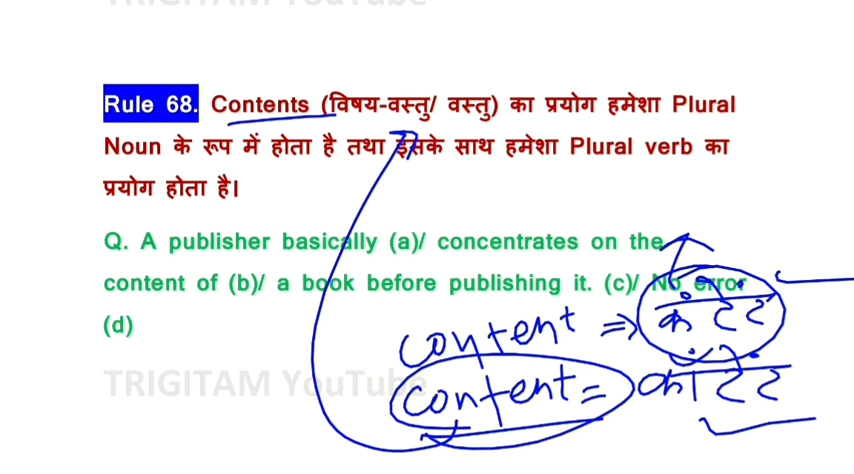 TRIGITAM YouTube
Rule 68. Contents (विषय-वस्तु/ वस्तु) का प्रयोग हमेशा Plural
Noun के रूप में होता है तथा इसके साथ हमेशा Plural verb का
प्रयोग होता है।
Q. A publisher basically (a)/ concentrates on the
content of (b)/ a book before publishing it. (c)/ No error
(d)
content ⇒
TRIGITAM YouTube
content =